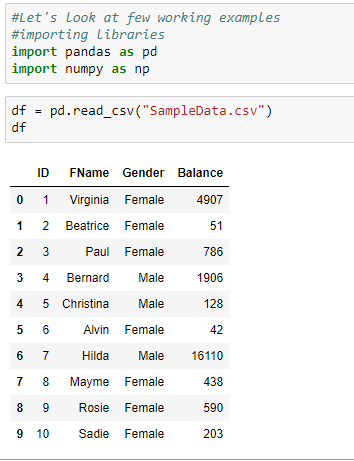 #Let's look at few working examples
#importing libraries
import pandas as pd
import numpy as np
df = pd.read_csv("SampleData.csv")
df
ID FName Gender Balance
0 1 Virginia Female 4907
1 2 Beatrice Female 51
2 3 Paul Female 786
3 4 Bernard Male 1906
4 5 Christina Male 128
5 6 Alvin Female 42
6 7 Hilda Male 16110
7 8 Mayme Female 438
8 9 Rosie Female 590
9 10 Sadie Female 203